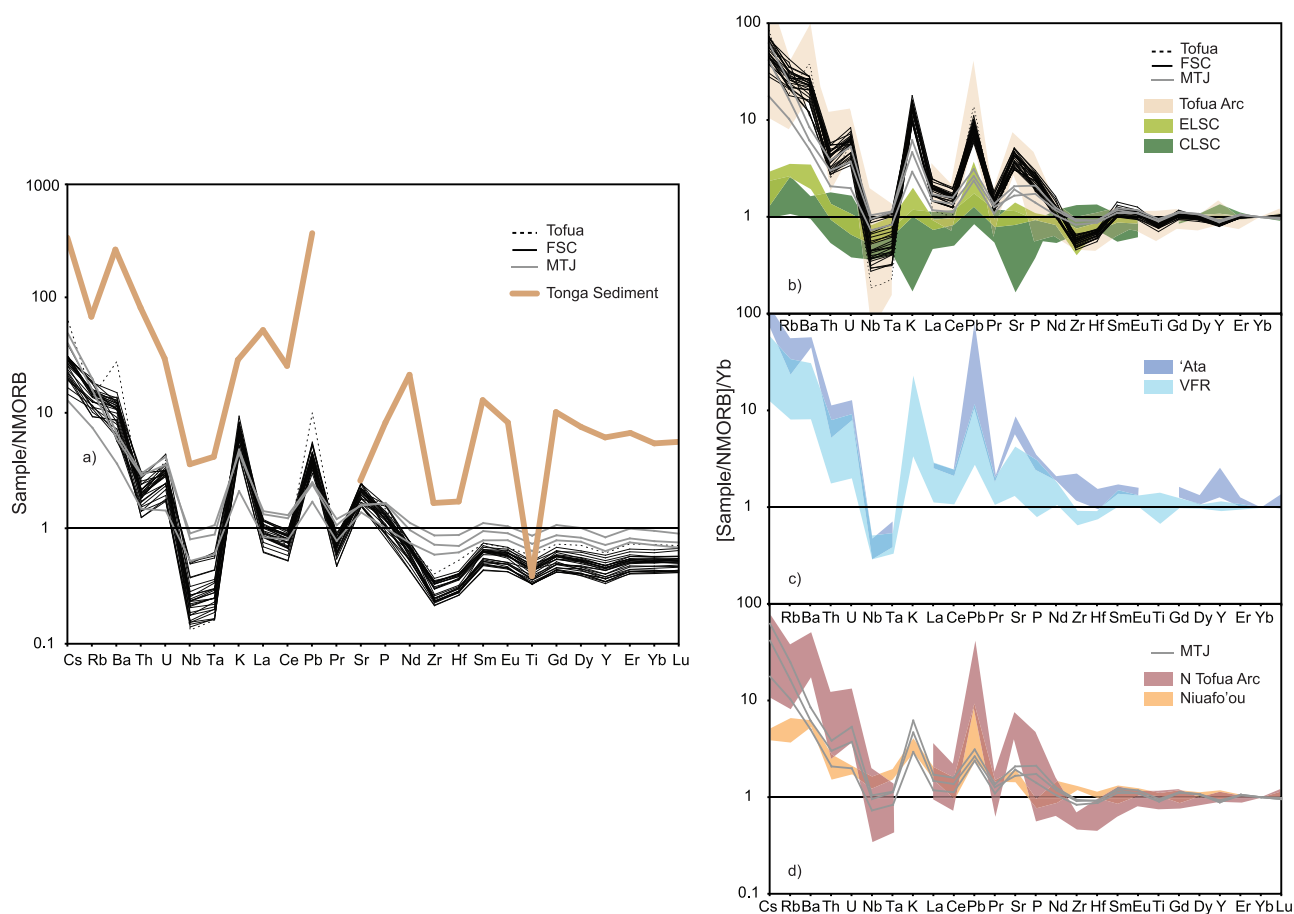 1000
100
10
1
0.1
Sample/NMORB
a)
Tofua
FSC
MTJ
Tonga Sediment
Cs Rb Ba Th U Nb Ta K La Ce Pb Pr Sr P Nd Zr Hf Sm Eu Ti Gd Dy Y Er Yb Lu
[Sample/NMORB]/Yb
100
10
1
b)
Tofua
FSC
MTJ
Tofua Arc
ELSC
CLSC
100
Rb Ba Th U Nb Ta K La Ce Pb Pr Sr P Nd Zr Hf Sm Eu Ti Gd Dy Y Er Yb
10
1
c)
‘Ata
VFR
100
Rb Ba Th U Nb Ta K La Ce Pb Pr Sr P Nd Zr Hf Sm Eu Ti Gd Dy Y Er Yb
10
1
0.1
d)
MTJ
N Tofua Arc
Niuafo’ou
Cs Rb Ba Th U Nb Ta K La Ce Pb Pr Sr P Nd Zr Hf Sm Eu Ti Gd Dy Y Er Yb Lu